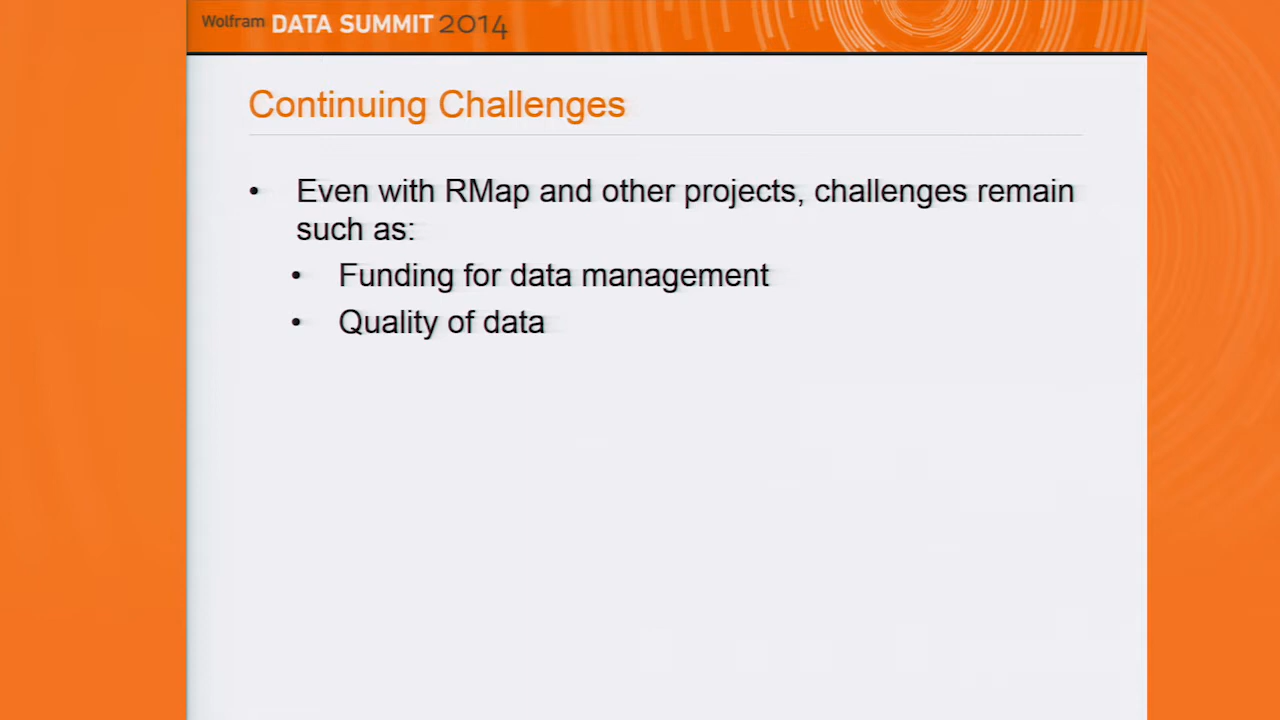 Wolfram DATA SUMMIT 2014
Continuing Challenges
• Even with RMap and other projects, challenges remain
such as:
• Funding for data management
• Quality of data